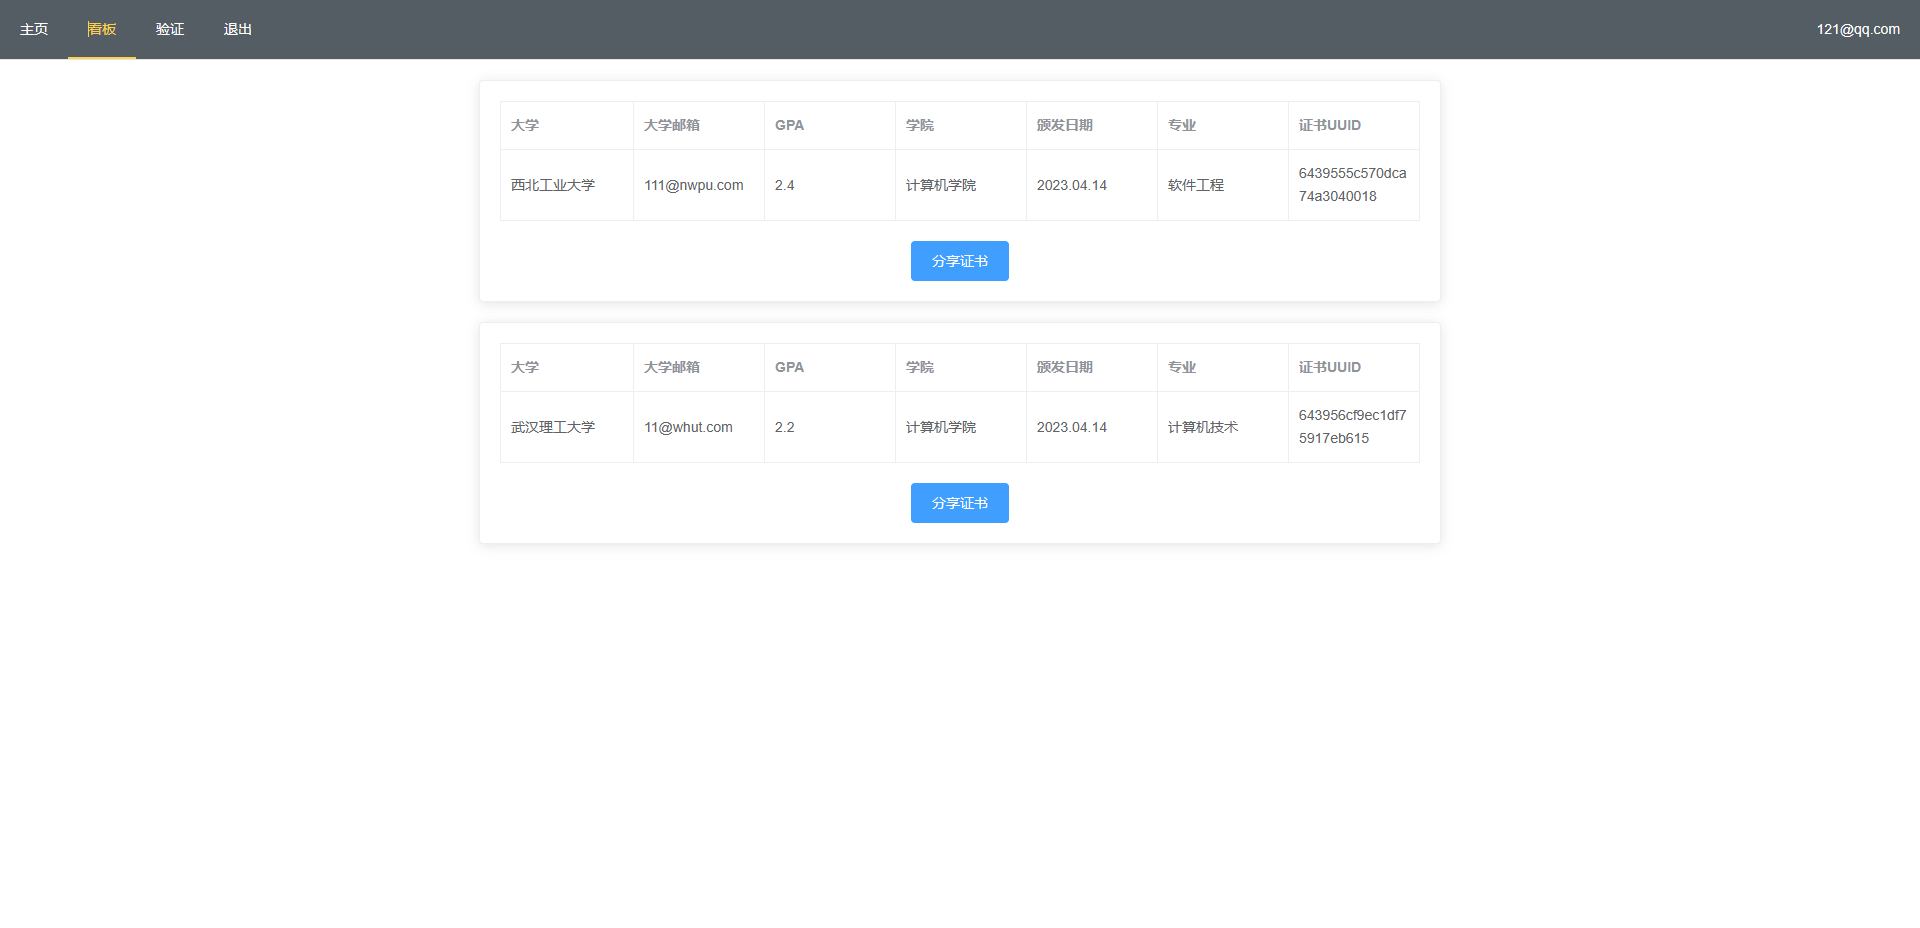 主页 看板 验证 退出 121@qq.com
大学 大学邮箱 GPA 学院 颁发日期 专业 证书UUID
西北工业大学 111@nwpu.com 2.4 计算机学院 2023.04.14 软件工程 6439555c570dca
74a3040018
分享证书
大学 大学邮箱 GPA 学院 颁发日期 专业 证书UUID
武汉理工大学 11@whut.com 2.2 计算机学院 2023.04.14 计算机技术 643956cf9ec1df7
5917eb615
分享证书